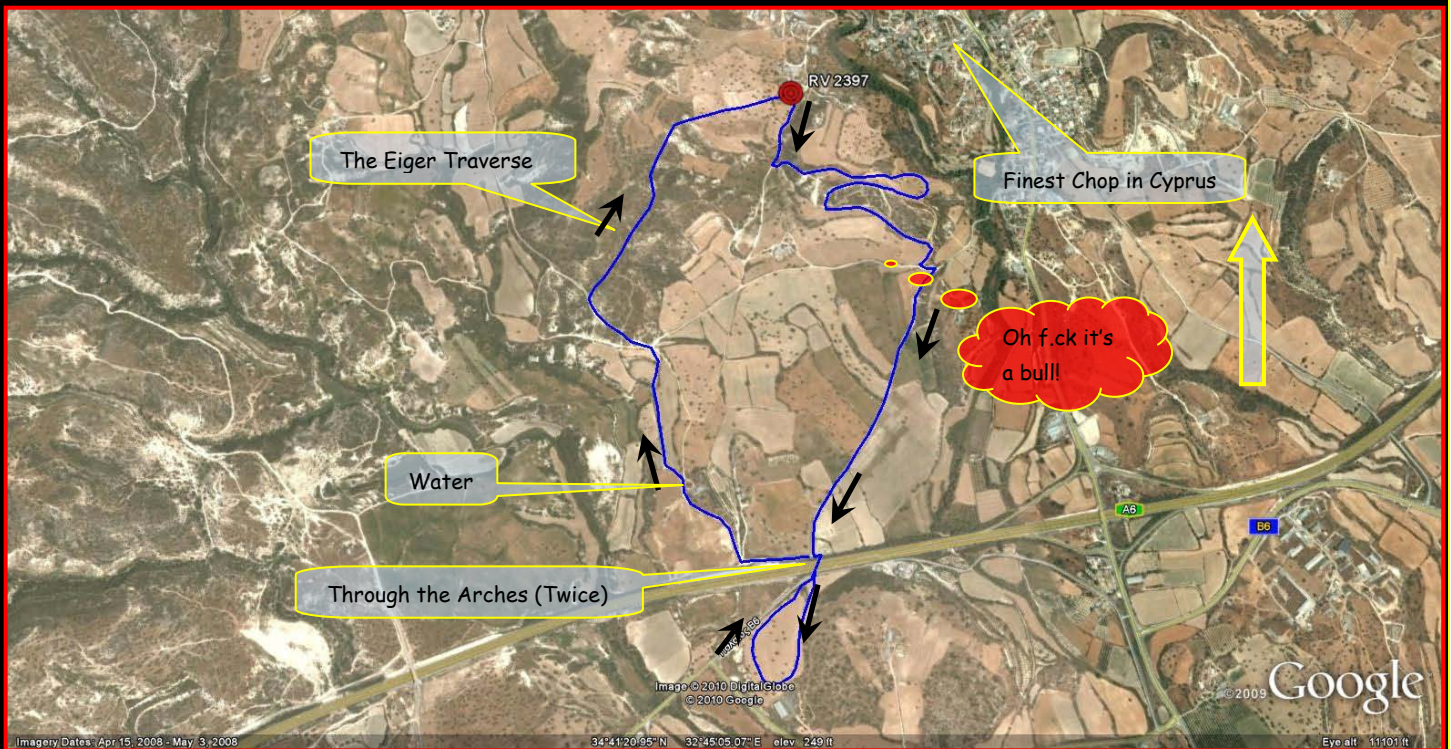 RV 2397
The Eiger Traverse
Finest Chop in Cyprus
Oh f.ck it's
a bull!
Water
A6
B6
Through the Arches (Twice)
Image © 2010 DigitalGlobe
© 2010 Google
©2009 Google
Imagery Dates: Apr 15, 2008 - May 3, 2008
34°41'20.95" N 32°45'05.07" E elev 249 ft
Eye alt 11101 ft